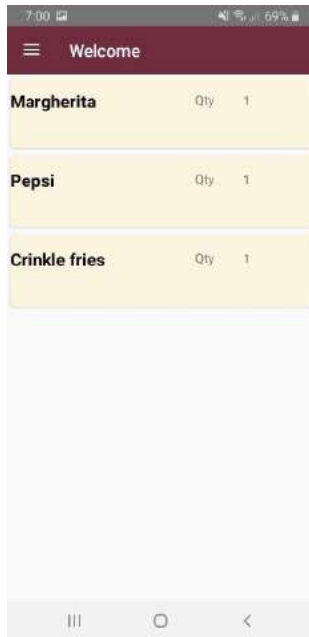 7:00 69%
Welcome
Margherita Qty 1
Pepsi Qty 1
Crinkle fries Qty 1